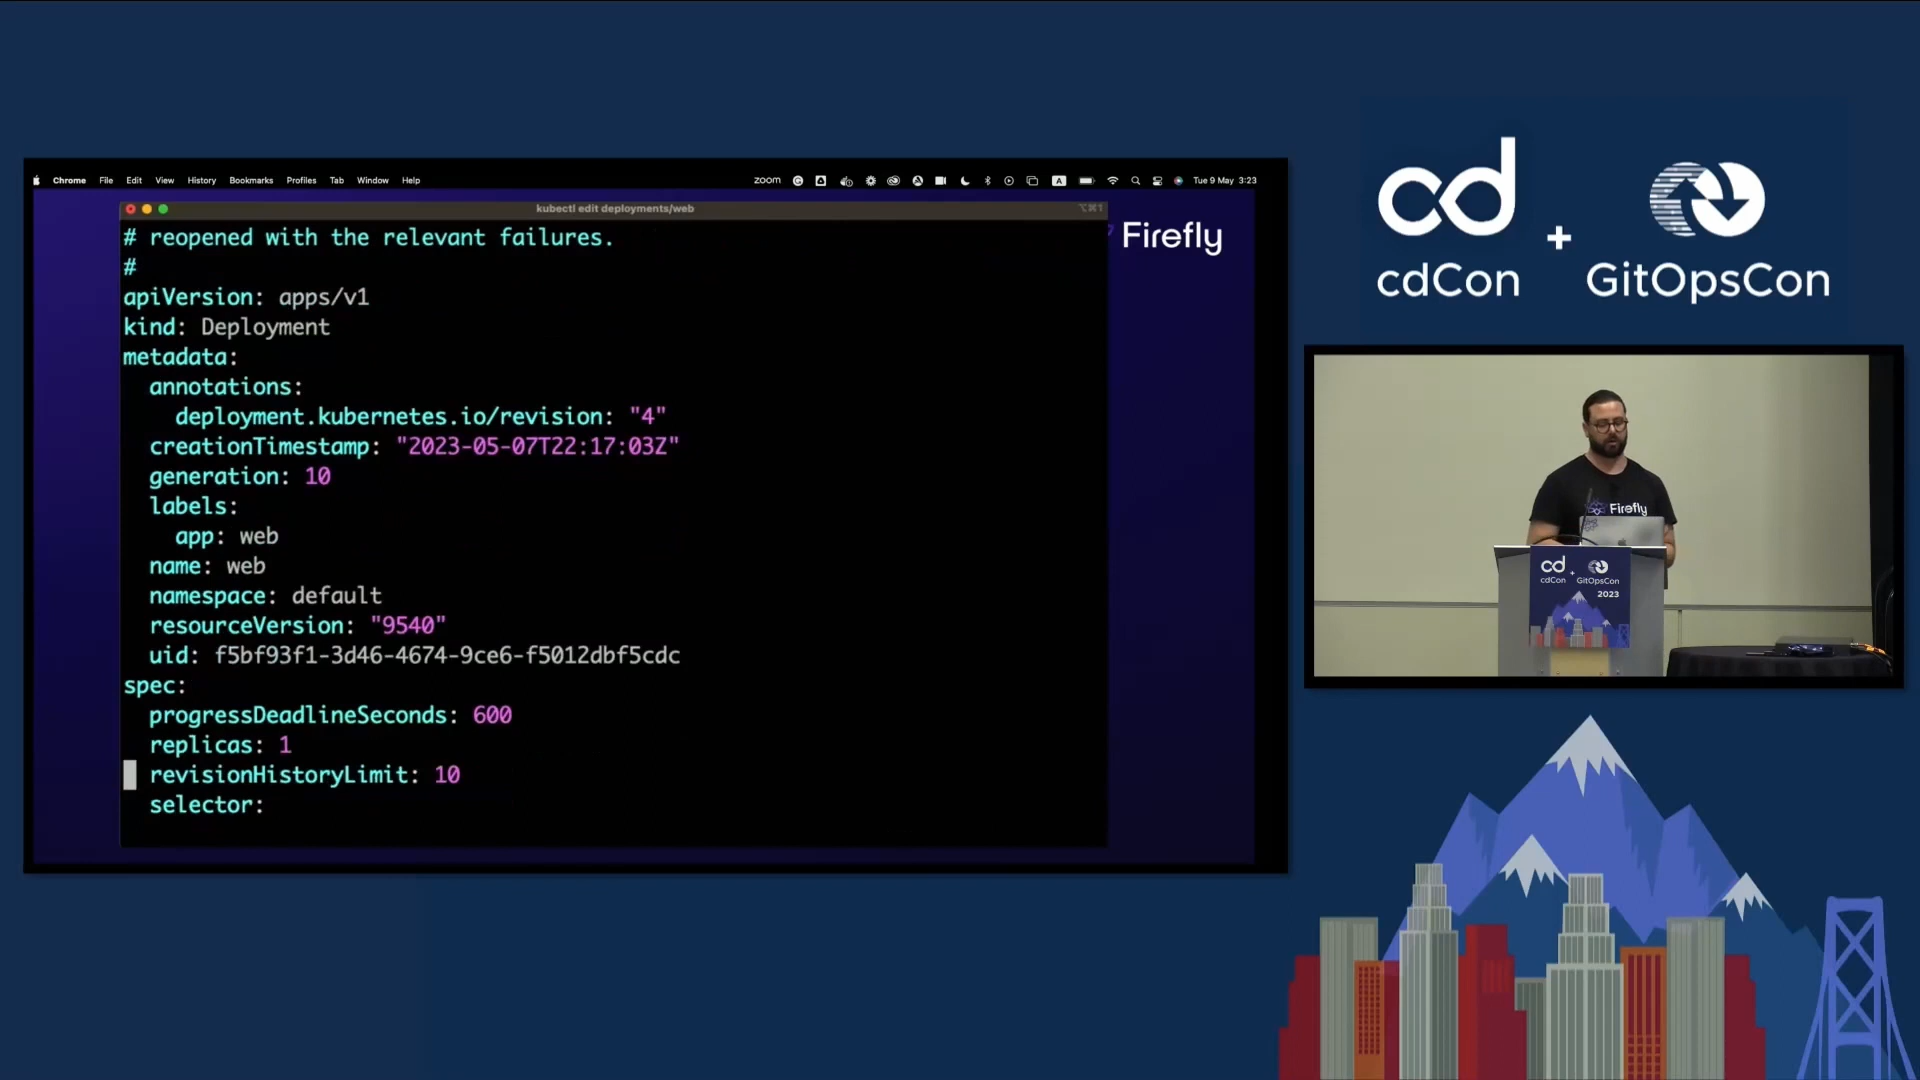 Chrome File Edit View History Bookmarks Profiles Tab Window Help
zoom
A
Tue 9 May 3:23
kubectl edit deployments/web
⌥⌘1
# reopened with the relevant failures.
#
apiVersion: apps/v1
kind: Deployment
metadata:
  annotations:
    deployment.kubernetes.io/revision: "4"
  creationTimestamp: "2023-05-07T22:17:03Z"
  generation: 10
  labels:
    app: web
  name: web
  namespace: default
  resourceVersion: "9540"
  uid: f5bf93f1-3d46-4674-9ce6-f5012dbf5cdc
spec:
  progressDeadlineSeconds: 600
  replicas: 1
  revisionHistoryLimit: 10
  selector:
Firefly
cd
cdCon
+
GitOpsCon
Firefly
cd
cdCon
+
GitOpsCon
2023